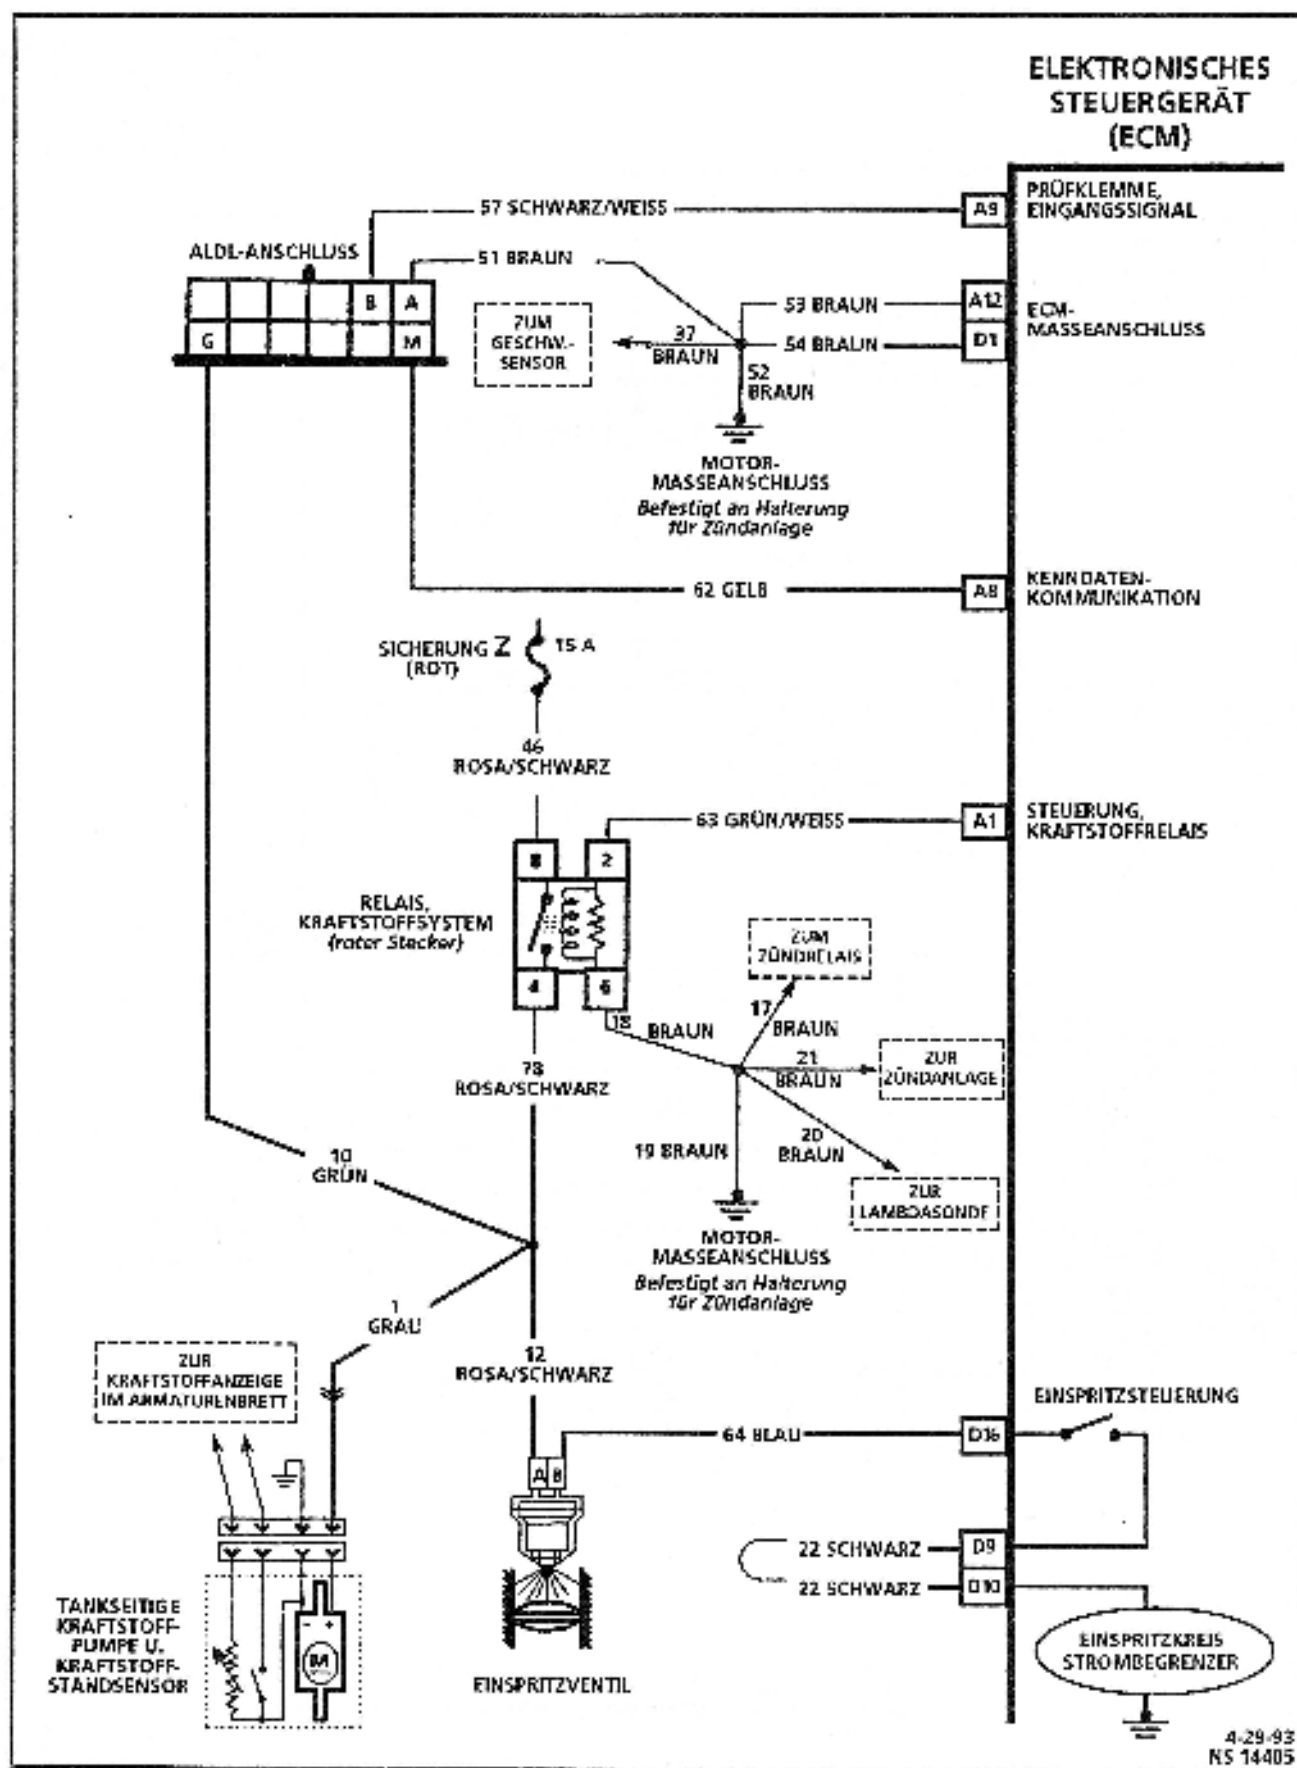 ELEKTRONISCHES
STEUERGERÄT
(ECM)
57 SCHWARZ/WEISS
A9
PRÜFKLEMME,
EINGANGSSIGNAL
ALDL-ANSCHLUSS
51 BRAUN
B
A
G
M
ZUM
GESCHW.-
SENSOR
37
BRAUN
53 BRAUN
A12
54 BRAUN
D1
ECM-
MASSEANSCHLUSS
52
BRAUN
MOTOR-
MASSEANSCHLUSS
Befestigt an Halterung
für Zündanlage
62 GELB
A8
KENNDATEN-
KOMMUNIKATION
SICHERUNG Z
(ROT)
15 A
46
ROSA/SCHWARZ
63 GRÜN/WEISS
A1
STEUERUNG,
KRAFTSTOFFRELAIS
8
2
RELAIS,
KRAFTSTOFFSYSTEM
(roter Stecker)
4
6
ZUM
ZÜNDRELAIS
18
BRAUN
17
BRAUN
21
BRAUN
ZUR
ZÜNDANLAGE
78
ROSA/SCHWARZ
19 BRAUN
20
BRAUN
ZUR
LAMBDASONDE
10
GRÜN
MOTOR-
MASSEANSCHLUSS
Befestigt an Halterung
für Zündanlage
1
GRAU
ZUR
KRAFTSTOFFANZEIGE
IM ARMATURENBRETT
12
ROSA/SCHWARZ
EINSPRITZSTEUERUNG
64 BLAU
D16
A
B
22 SCHWARZ
D9
22 SCHWARZ
D10
TANKSEITIGE
KRAFTSTOFF-
PUMPE U.
KRAFTSTOFF-
STANDSENSOR
- +
M
EINSPRITZVENTIL
EINSPRITZKREIS
STROMBEGRENZER
4-29-93
NS 14405